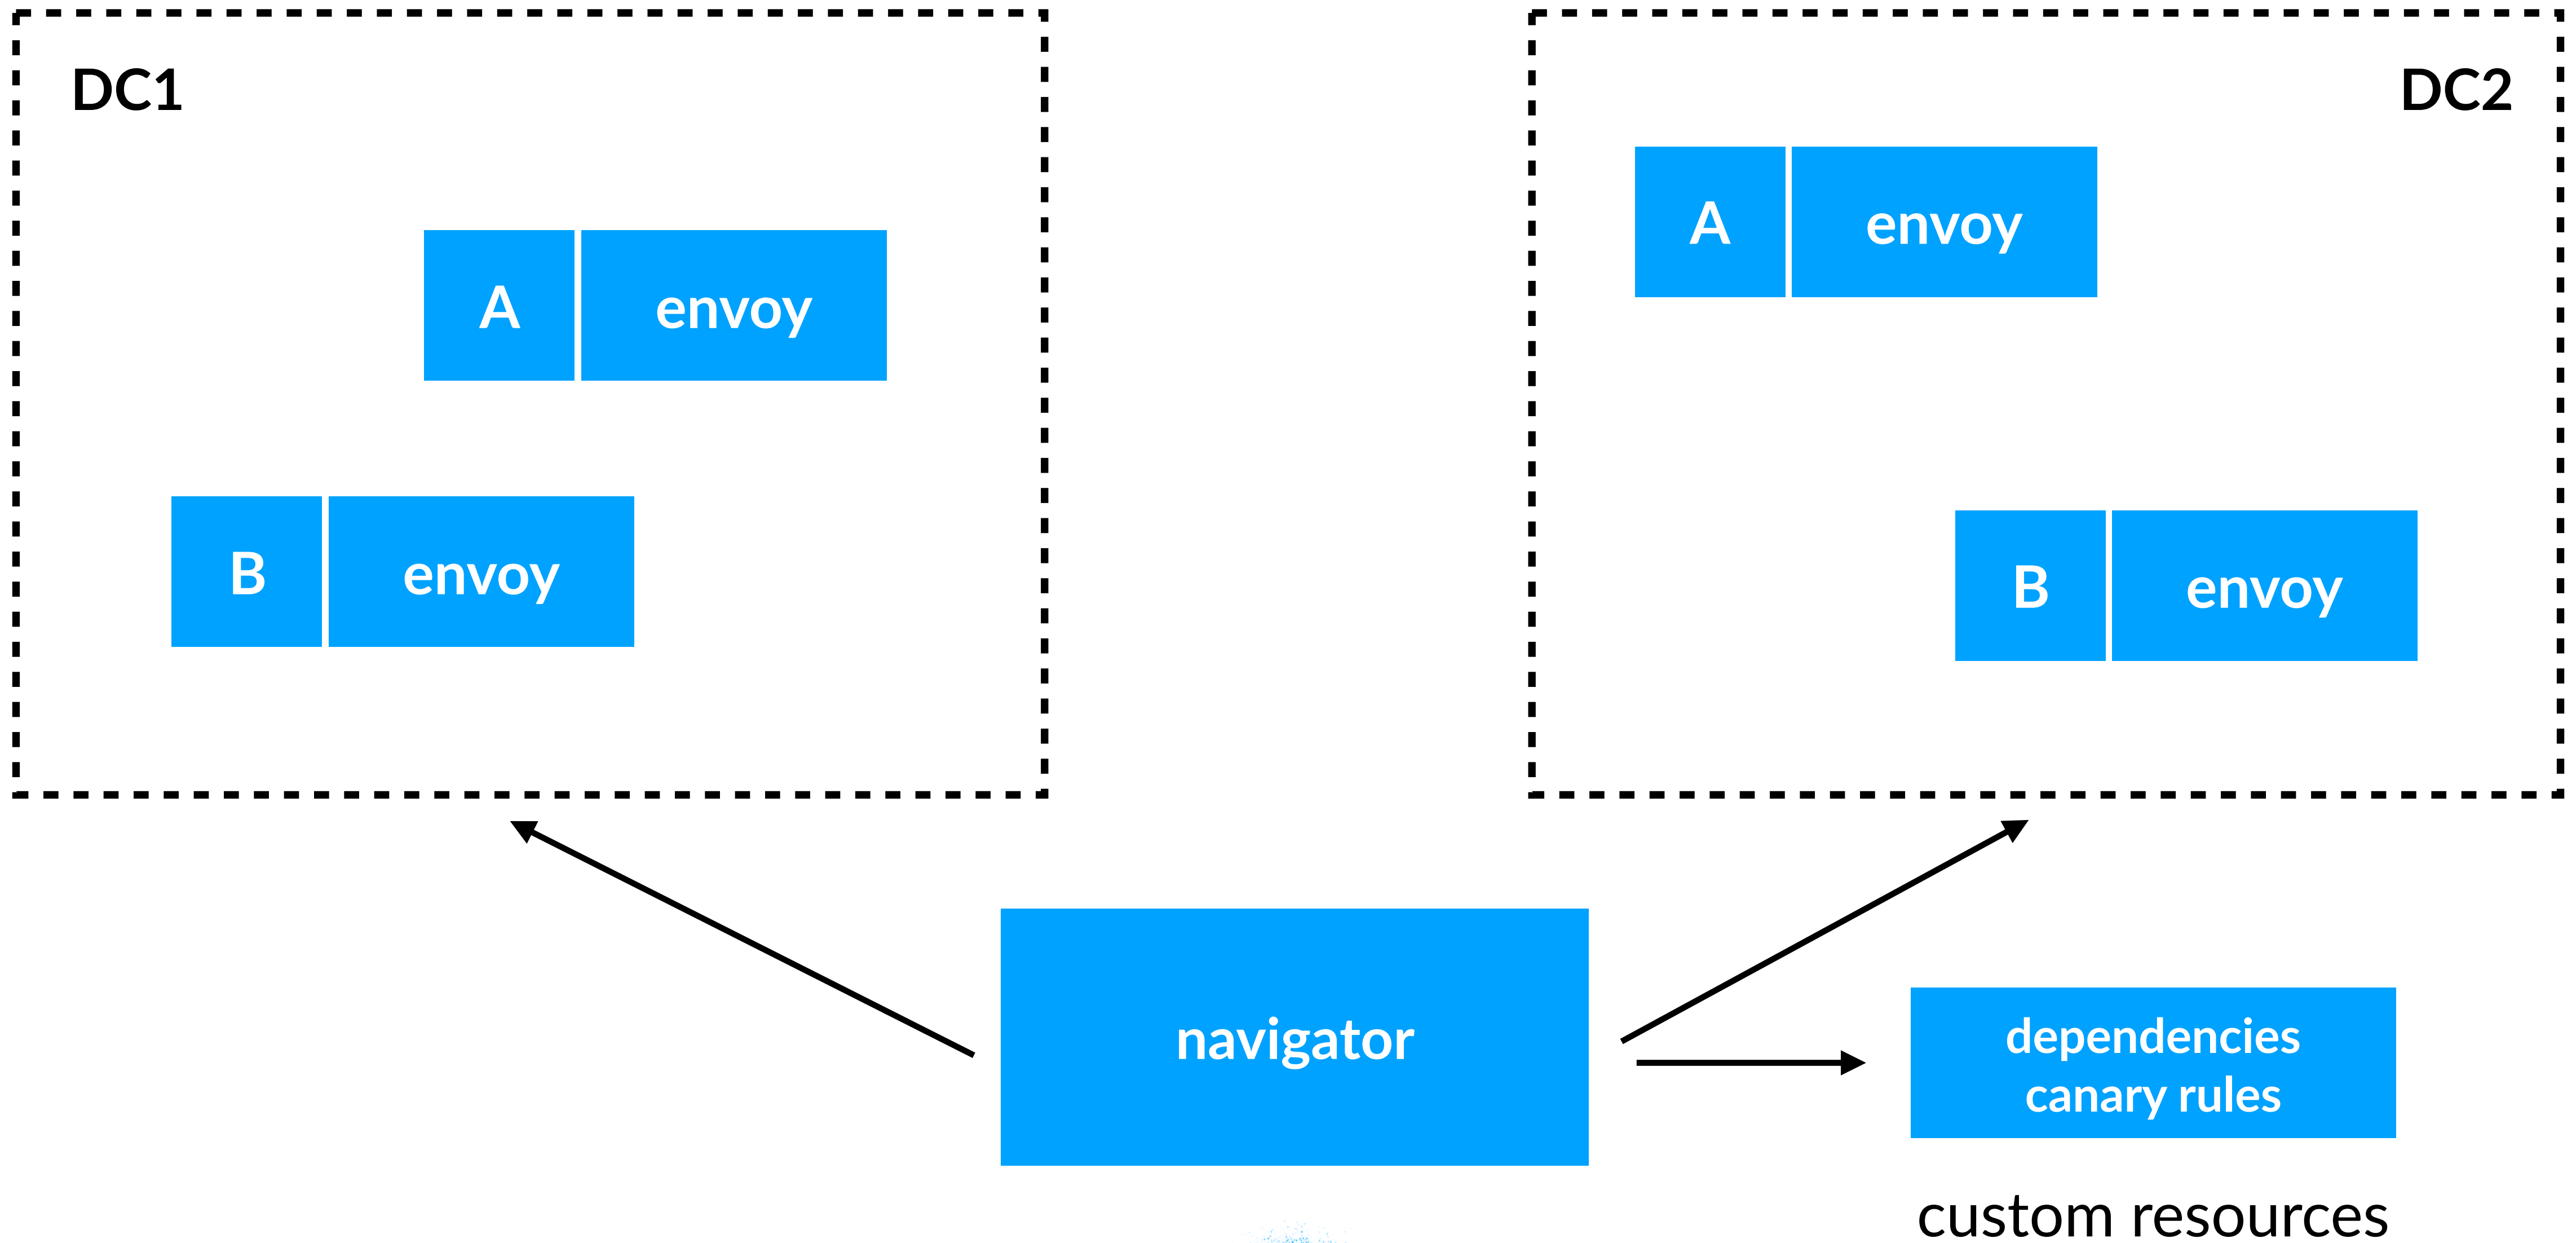 DC1
DC2
A
envoy
A
envoy
B
envoy
B
envoy
navigator
dependencies
canary rules
custom resources